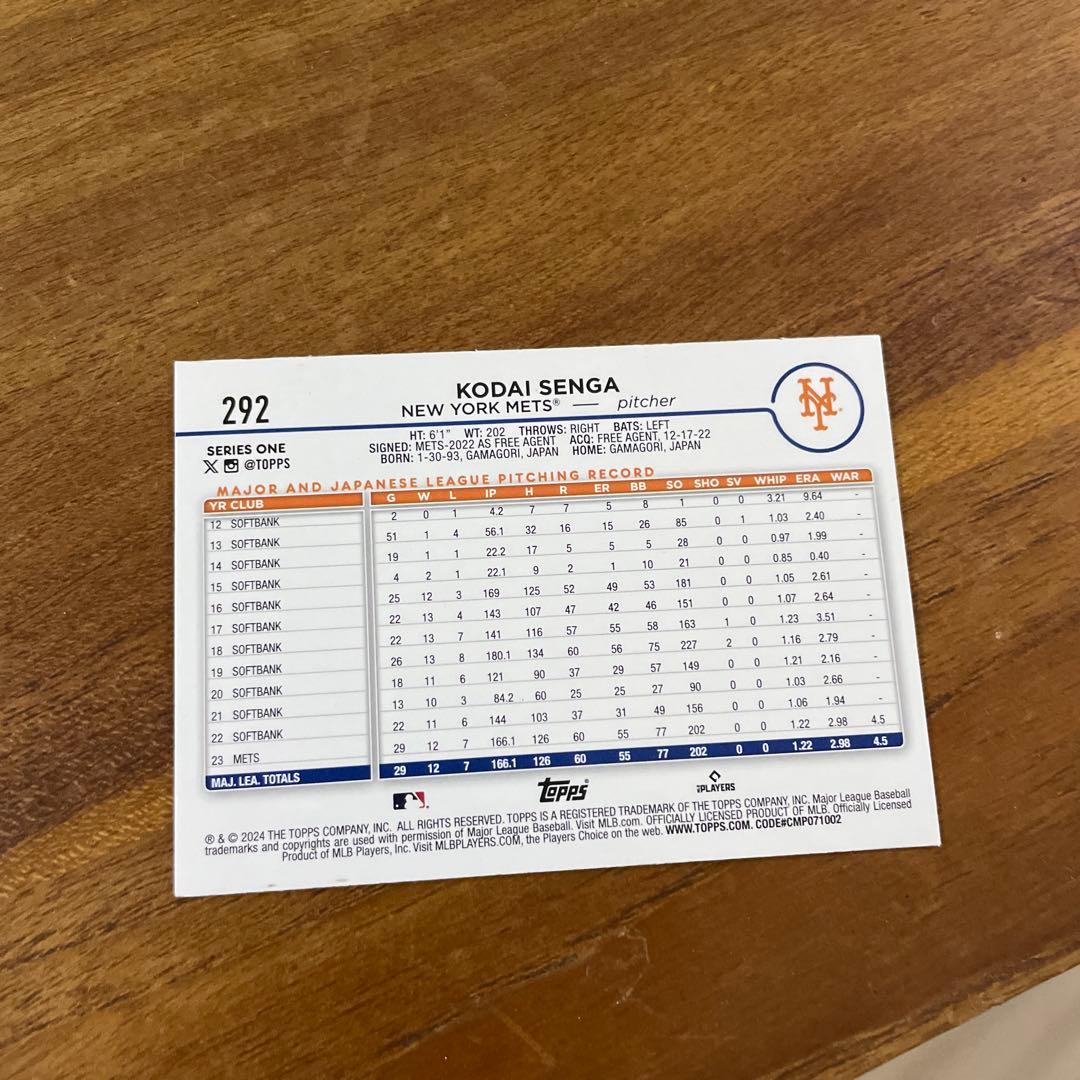 292
KODAI SENGA
NEW YORK METS® — pitcher
NY
SERIES ONE
X @TOPPS
HT: 6'1" WT: 202 THROWS: RIGHT BATS: LEFT
SIGNED: METS-2022 AS FREE AGENT ACQ: FREE AGENT, 12-17-22
BORN: 1-30-93, GAMAGORI, JAPAN HOME: GAMAGORI, JAPAN
MAJOR AND JAPANESE LEAGUE PITCHING RECORD
YR CLUB G W L IP H R ER BB SO SHO SV WHIP ERA WAR
12 SOFTBANK 2 0 1 4.2 7 7 5 8 1 0 0 3.21 9.64 -
13 SOFTBANK 51 1 4 56.1 32 16 15 26 85 0 1 1.03 2.40 -
14 SOFTBANK 19 1 1 22.2 17 5 5 5 28 0 0 0.97 1.99 -
15 SOFTBANK 4 2 1 22.1 9 2 1 10 21 0 0 0.85 0.40 -
16 SOFTBANK 25 12 3 169 125 52 49 53 181 0 0 1.05 2.61 -
17 SOFTBANK 22 13 4 143 107 47 42 46 151 0 0 1.07 2.64 -
18 SOFTBANK 22 13 7 141 116 57 55 58 163 1 0 1.23 3.51 -
19 SOFTBANK 26 13 8 180.1 134 60 56 75 227 2 0 1.16 2.79 -
20 SOFTBANK 18 11 6 121 90 37 29 57 149 0 0 1.21 2.16 -
21 SOFTBANK 13 10 3 84.2 60 25 25 27 90 0 0 1.03 2.66 -
22 SOFTBANK 22 11 6 144 103 37 31 49 156 0 0 1.06 1.94 -
23 METS 29 12 7 166.1 126 60 55 77 202 0 0 1.22 2.98 4.5
MAJ. LEA. TOTALS 29 12 7 166.1 126 60 55 77 202 0 0 1.22 2.98 4.5
topps®
MLB PLAYERS
® & © 2024 THE TOPPS COMPANY, INC. ALL RIGHTS RESERVED. TOPPS IS A REGISTERED TRADEMARK OF THE TOPPS COMPANY, INC. Major League Baseball
trademarks and copyrights are used with permission of Major League Baseball. Visit MLB.com. OFFICIALLY LICENSED PRODUCT OF MLB. Officially Licensed
Product of MLB Players, Inc. Visit MLBPLAYERS.COM, the Players Choice on the web. WWW.TOPPS.COM. CODE#CMP071002